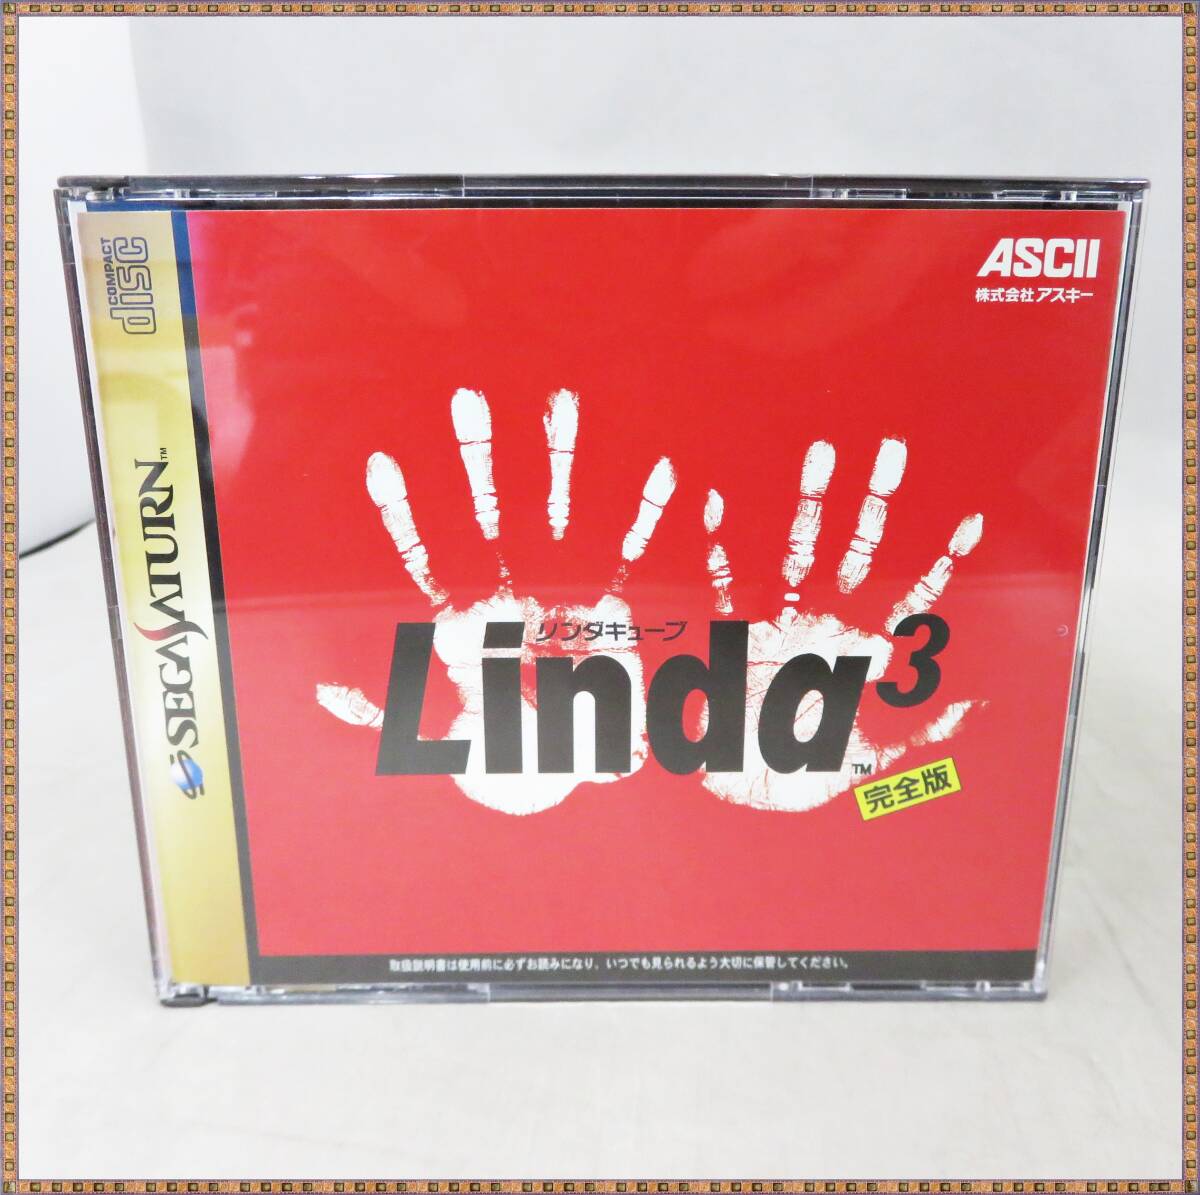 COMPACT
disc
SEGA SATURN™
ASCII
株式会社アスキー
リンダキューブ
Linda³™
完全版
取扱説明書は使用前に必ずお読みになり、いつでも見られるよう大切に保管してください。